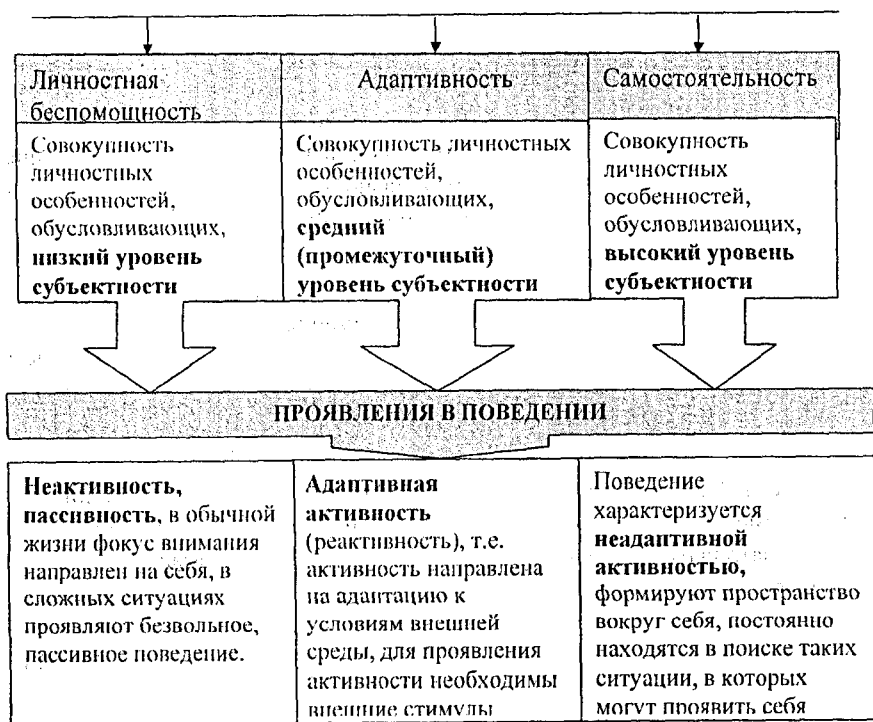 Личностная
беспомощность
Адаптивность
Самостоятельность
Совокупность
личностных
особенностей,
обусловливающих,
низкий уровень
субъектности
Совокупность личностных
особенностей,
обусловливающих,
средний
(промежуточный)
уровень субъектности
Совокупность
личностных
особенностей,
обусловливающих,
высокий уровень
субъектности
ПРОЯВЛЕНИЯ В ПОВЕДЕНИИ
Неактивность,
пассивность, в обычной
жизни фокус внимания
направлен на себя, в
сложных ситуациях
проявляют безвольное,
пассивное поведение.
Адаптивная
активность
(реактивность), т.е.
активность направлена
на адаптацию к
условиям внешней
среды, для проявления
активности необходимы
внешние стимулы
Поведение
характеризуется
неадаптивной
активностью,
формируют пространство
вокруг себя, постоянно
находятся в поиске таких
ситуации, в которых
могут проявить себя